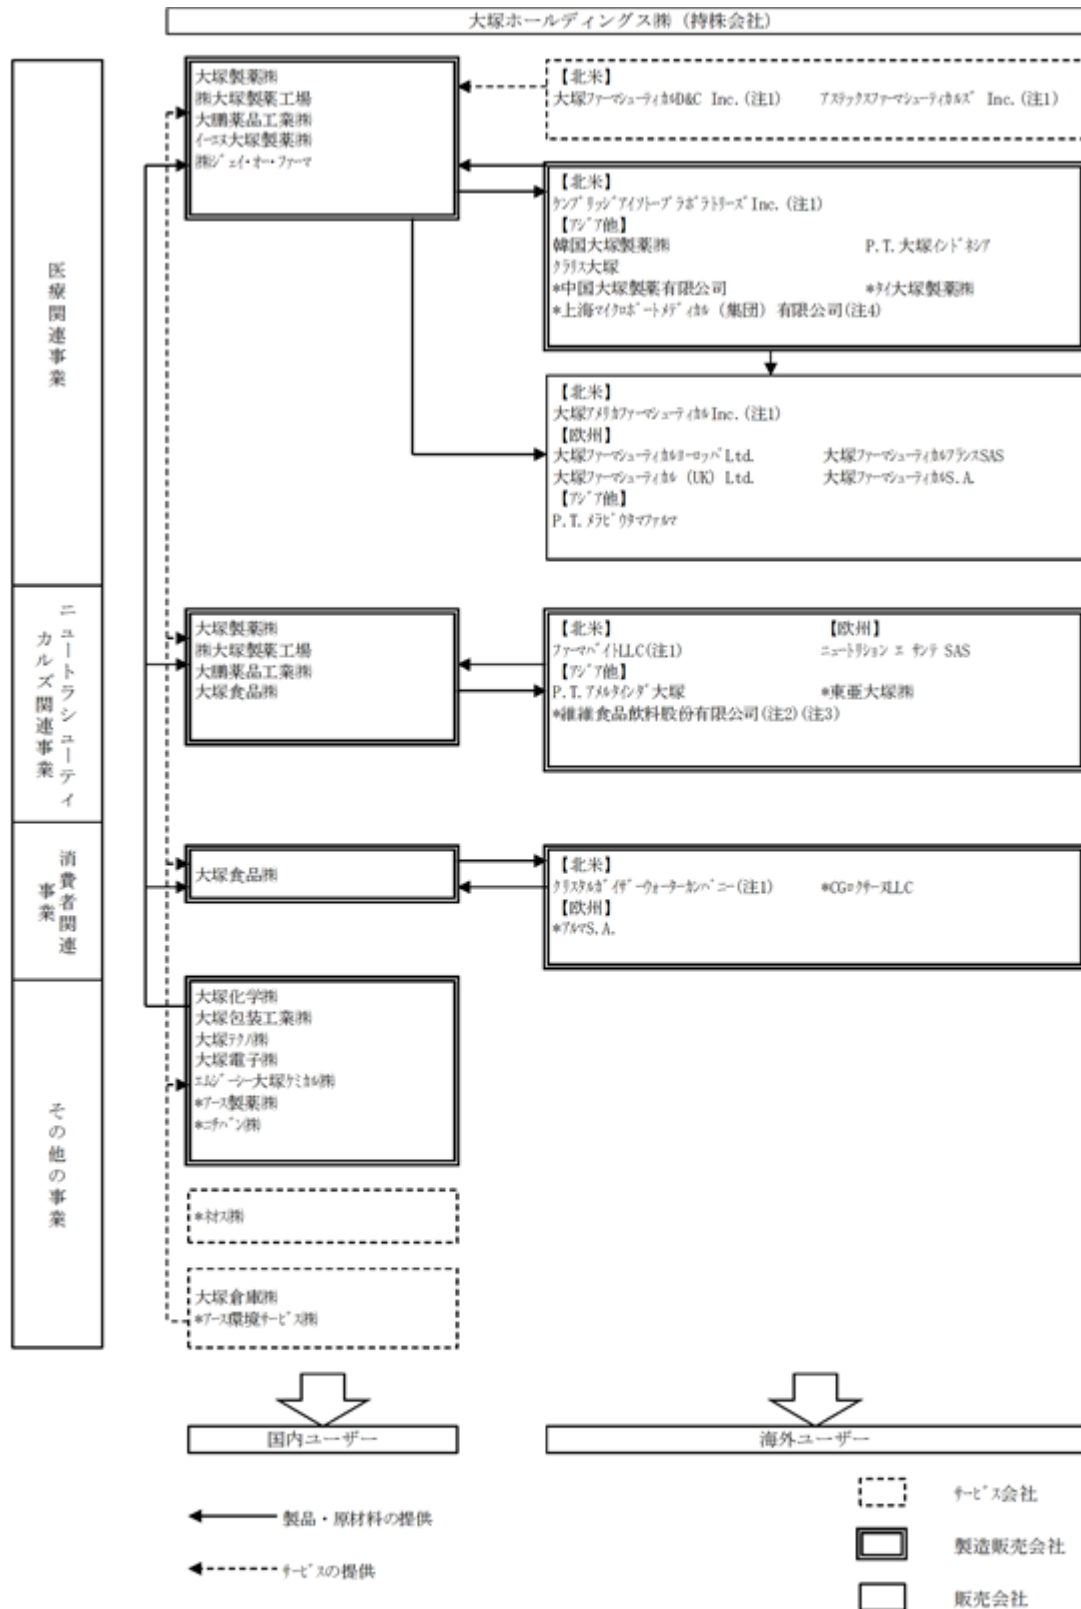 大塚ホールディングス㈱（持株会社）
医療関連事業
大塚製薬㈱
㈱大塚製薬工場
大鵬薬品工業㈱
イーエヌ大塚製薬㈱
㈱ジェイ・オー・ファーマ
【北米】
大塚ファーマシューティカルD&C Inc.(注1) アステックスファーマシューティカルズ Inc.(注1)
【北米】
ケンブリッジアイソトープラボラトリーズInc.(注1)
【アジア他】
韓国大塚製薬㈱ P.T.大塚インドネシア
クラリス大塚
*中国大塚製薬有限公司 *タイ大塚製薬㈱
*上海マイクロポートメディカル（集団）有限公司(注4)
【北米】
大塚アメリカファーマシューティカルInc.(注1)
【欧州】
大塚ファーマシューティカルヨーロッパLtd. 大塚ファーマシューティカルフランスSAS
大塚ファーマシューティカル（UK）Ltd. 大塚ファーマシューティカルS.A.
【アジア他】
P.T.メラピウタマファルマ
ニュートラシューティカルズ関連事業
大塚製薬㈱
㈱大塚製薬工場
大鵬薬品工業㈱
大塚食品㈱
【北米】 【欧州】
ファーマバイトLLC(注1) ニュートリション エ サンテ SAS
【アジア他】
P.T.アメルタインダ大塚 *東亜大塚㈱
*維維食品飲料股份有限公司(注2)(注3)
消費者関連事業
大塚食品㈱
【北米】
クリスタルガイザーウォーターカンパニー(注1) *CGロクサーヌLLC
【欧州】
*アルマS.A.
その他の事業
大塚化学㈱
大塚包装工業㈱
大塚テクノ㈱
大塚電子㈱
エムジーシー大塚ケミカル㈱
*アース製薬㈱
*ニチバン㈱
*ネオス㈱
大塚倉庫㈱
*アース環境サービス㈱
国内ユーザー
海外ユーザー
製品・原材料の提供
サービスの提供
サービス会社
製造販売会社
販売会社